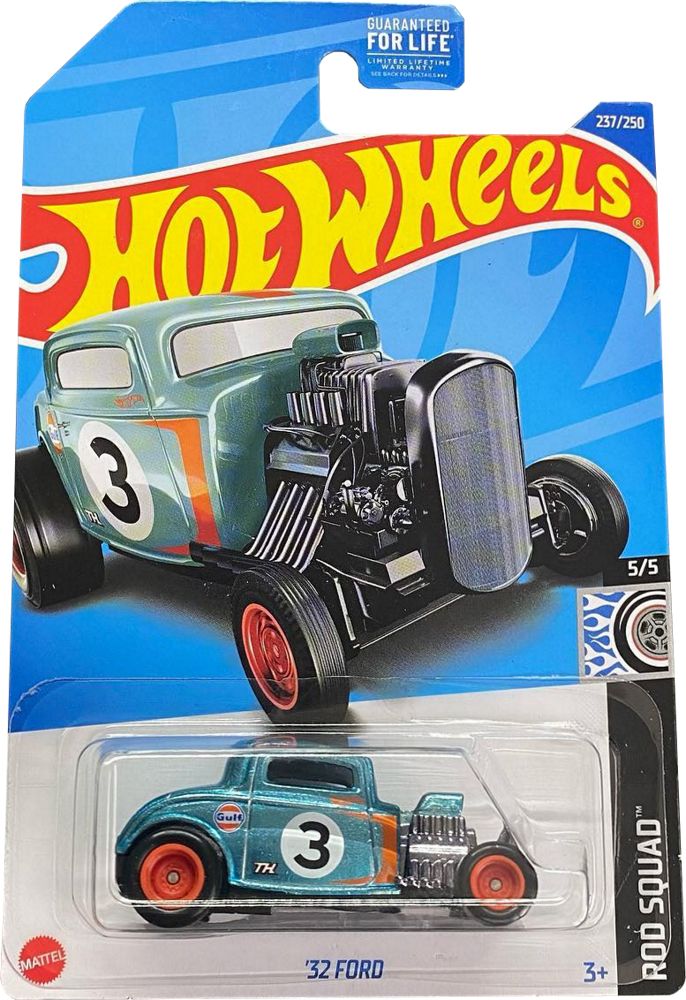 GUARANTEED
FOR LIFE*
LIMITED LIFETIME
WARRANTY
SEE BACK FOR DETAILS
237/250
HOT WHEELS®
3
TH
5/5
Gulf
3
TH
ROD SQUAD™
MATTEL
'32 FORD
3+